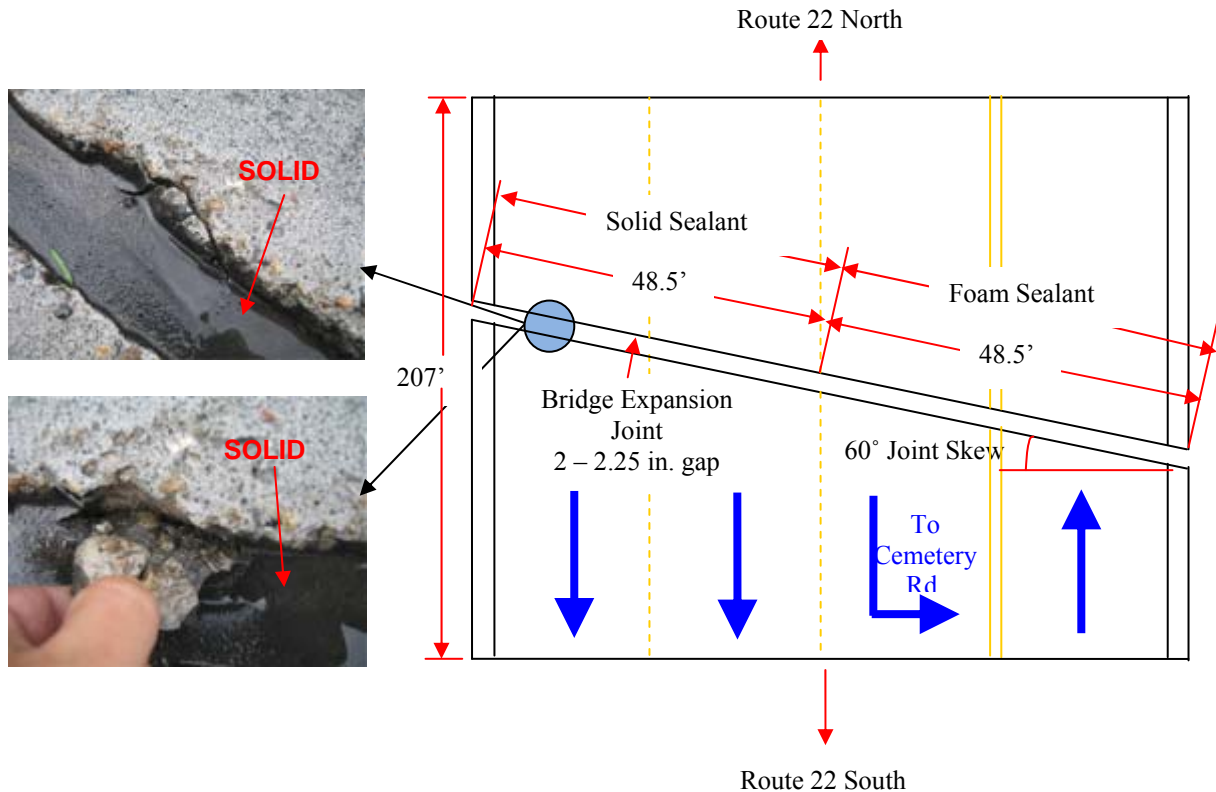 Route 22 North
SOLID
Solid Sealant
48.5’
Foam Sealant
48.5’
207’
Bridge Expansion
Joint
2 – 2.25 in. gap
SOLID
60˚ Joint Skew
To
Cemetery
Rd
Route 22 South